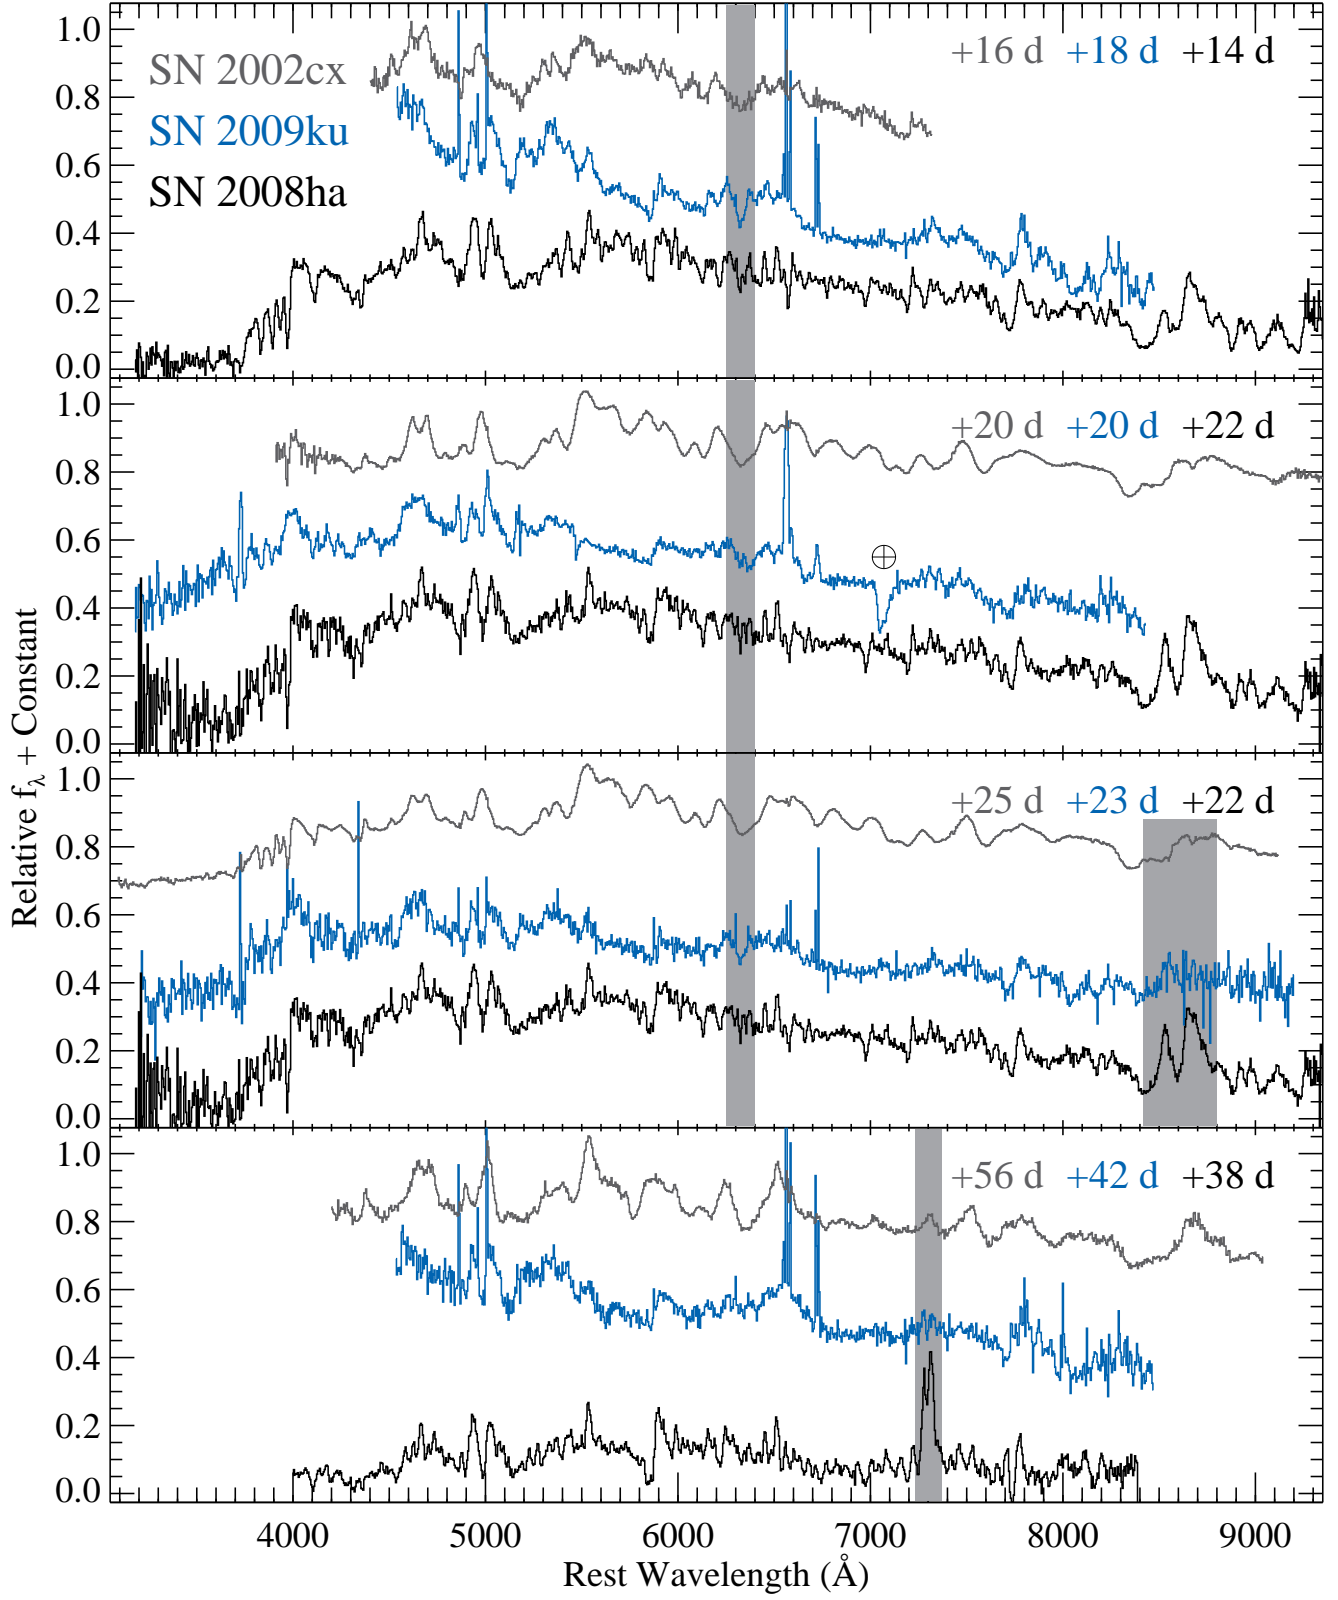 1.0
SN 2002cx
+16 d +18 d +14 d
0.8
SN 2009ku
0.6
SN 2008ha
0.4
0.2
0.0
1.0
+20 d +20 d +22 d
0.8
0.6
0.4
0.2
0.0
1.0
+25 d +23 d +22 d
0.8
0.6
0.4
0.2
0.0
1.0
+56 d +42 d +38 d
0.8
0.6
0.4
0.2
0.0
Relative fλ + Constant
4000 5000 6000 7000 8000 9000
Rest Wavelength (Å)